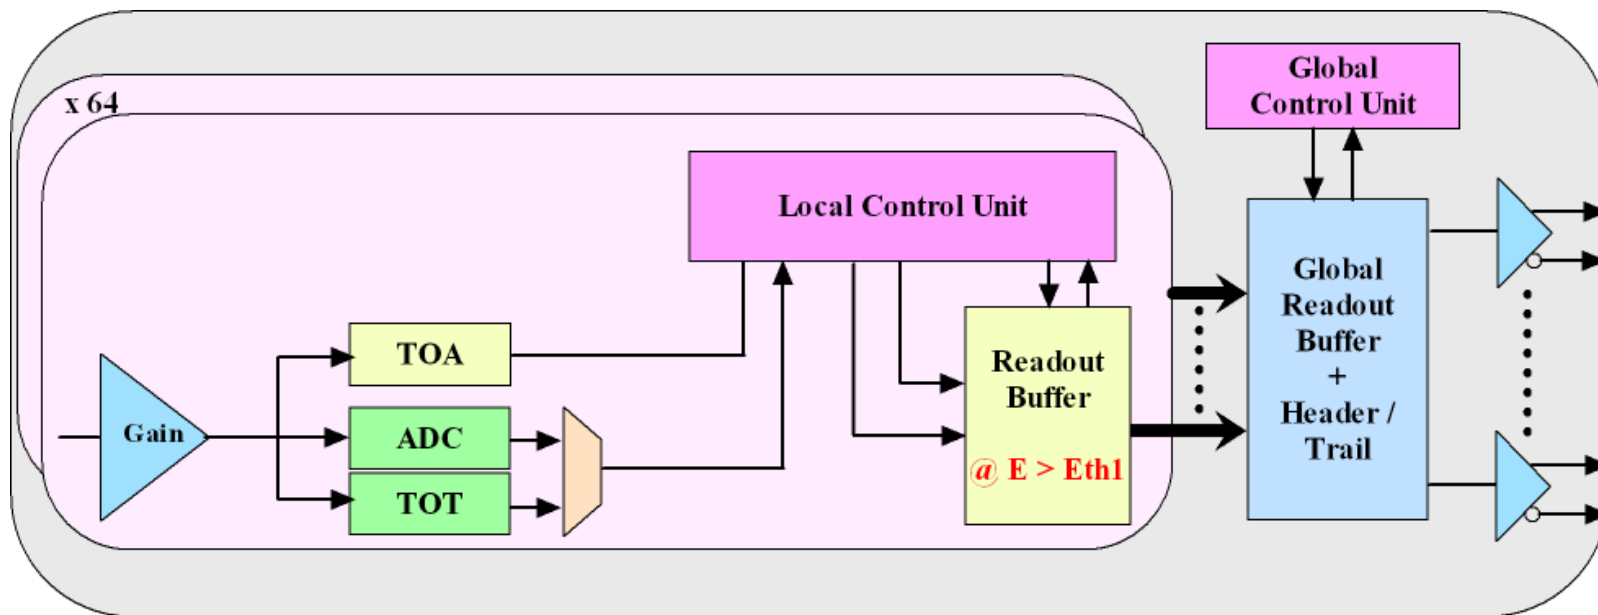 x 64
Gain
TOA
ADC
TOT
Local Control Unit
Readout
Buffer
@ E > Eth1
Global
Control Unit
Global
Readout
Buffer
+
Header /
Trail